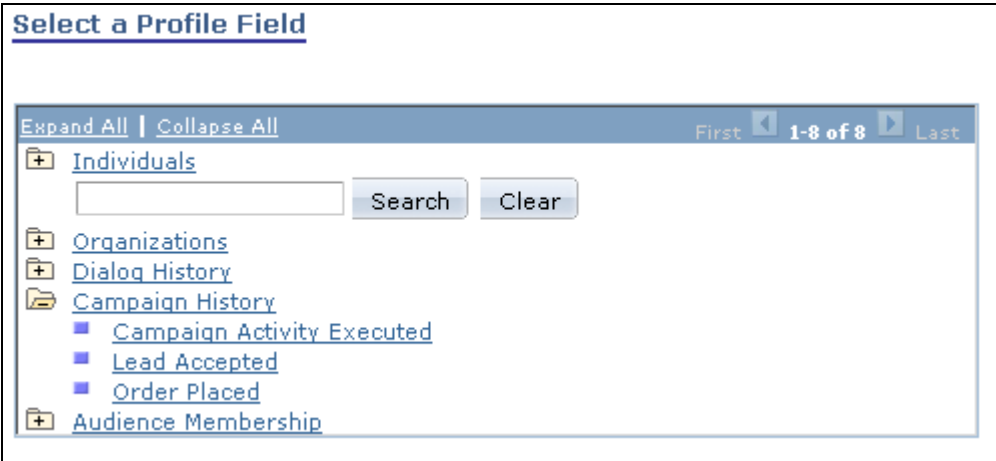 Select a Profile Field
Expand All | Collapse All First 1-8 of 8 Last
Individuals
Search Clear
Organizations
Dialog History
Campaign History
Campaign Activity Executed
Lead Accepted
Order Placed
Audience Membership